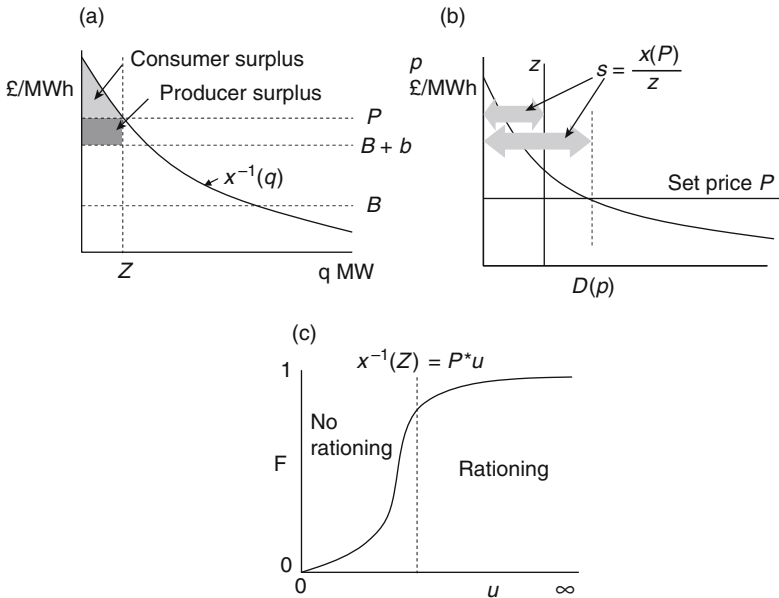 (a)
£/MWh
Consumer surplus
Producer surplus
P
B + b
x⁻¹(q)
B
Z
q MW
(b)
p
£/MWh
z
s = x(P)/z
Set price P
D(p)
(c)
x⁻¹(Z) = P*u
1
No
rationing
F
Rationing
0
0
u
∞